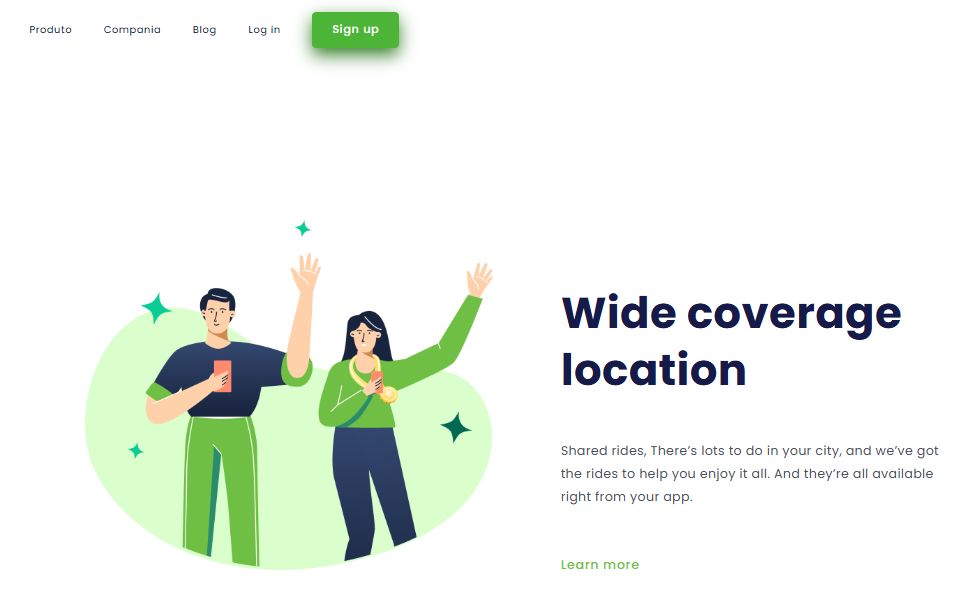 Produto Compania Blog Log in Sign up
Wide coverage
location
Shared rides, There’s lots to do in your city, and we’ve got
the rides to help you enjoy it all. And they’re all available
right from your app.
Learn more